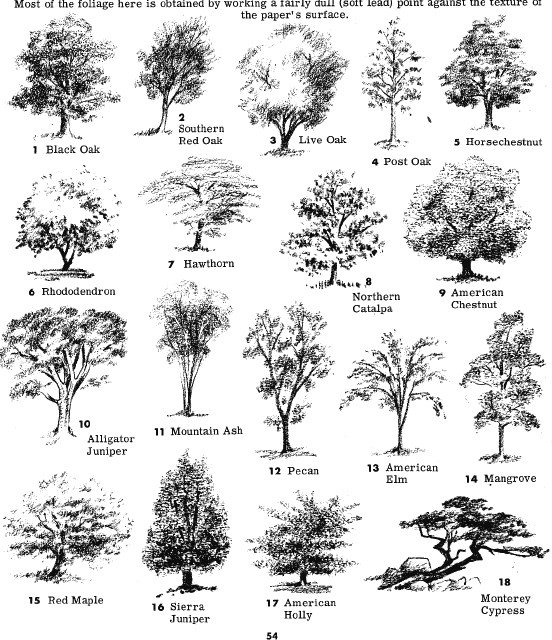 Most of the foliage here is obtained by working a fairly dull (soft lead) point against the texture of
the paper's surface.
1 Black Oak
2
Southern
Red Oak
3 Live Oak
4 Post Oak
5 Horsechestnut
6 Rhododendron
7 Hawthorn
8
Northern
Catalpa
9 American
Chestnut
10
Alligator
Juniper
11 Mountain Ash
12 Pecan
13 American
Elm
14 Mangrove
15 Red Maple
16 Sierra
Juniper
17 American
Holly
18
Monterey
Cypress
54